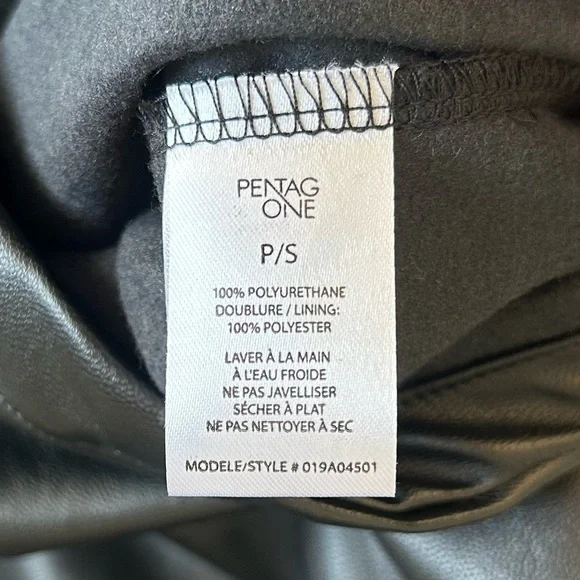 PENTAG
ONE
P/S
100% POLYURETHANE
DOUBLURE / LINING:
100% POLYESTER
LAVER À LA MAIN
À L'EAU FROIDE
NE PAS JAVELLISER
SÉCHER À PLAT
NE PAS NETTOYER À SEC
MODELE/STYLE # 019A04501